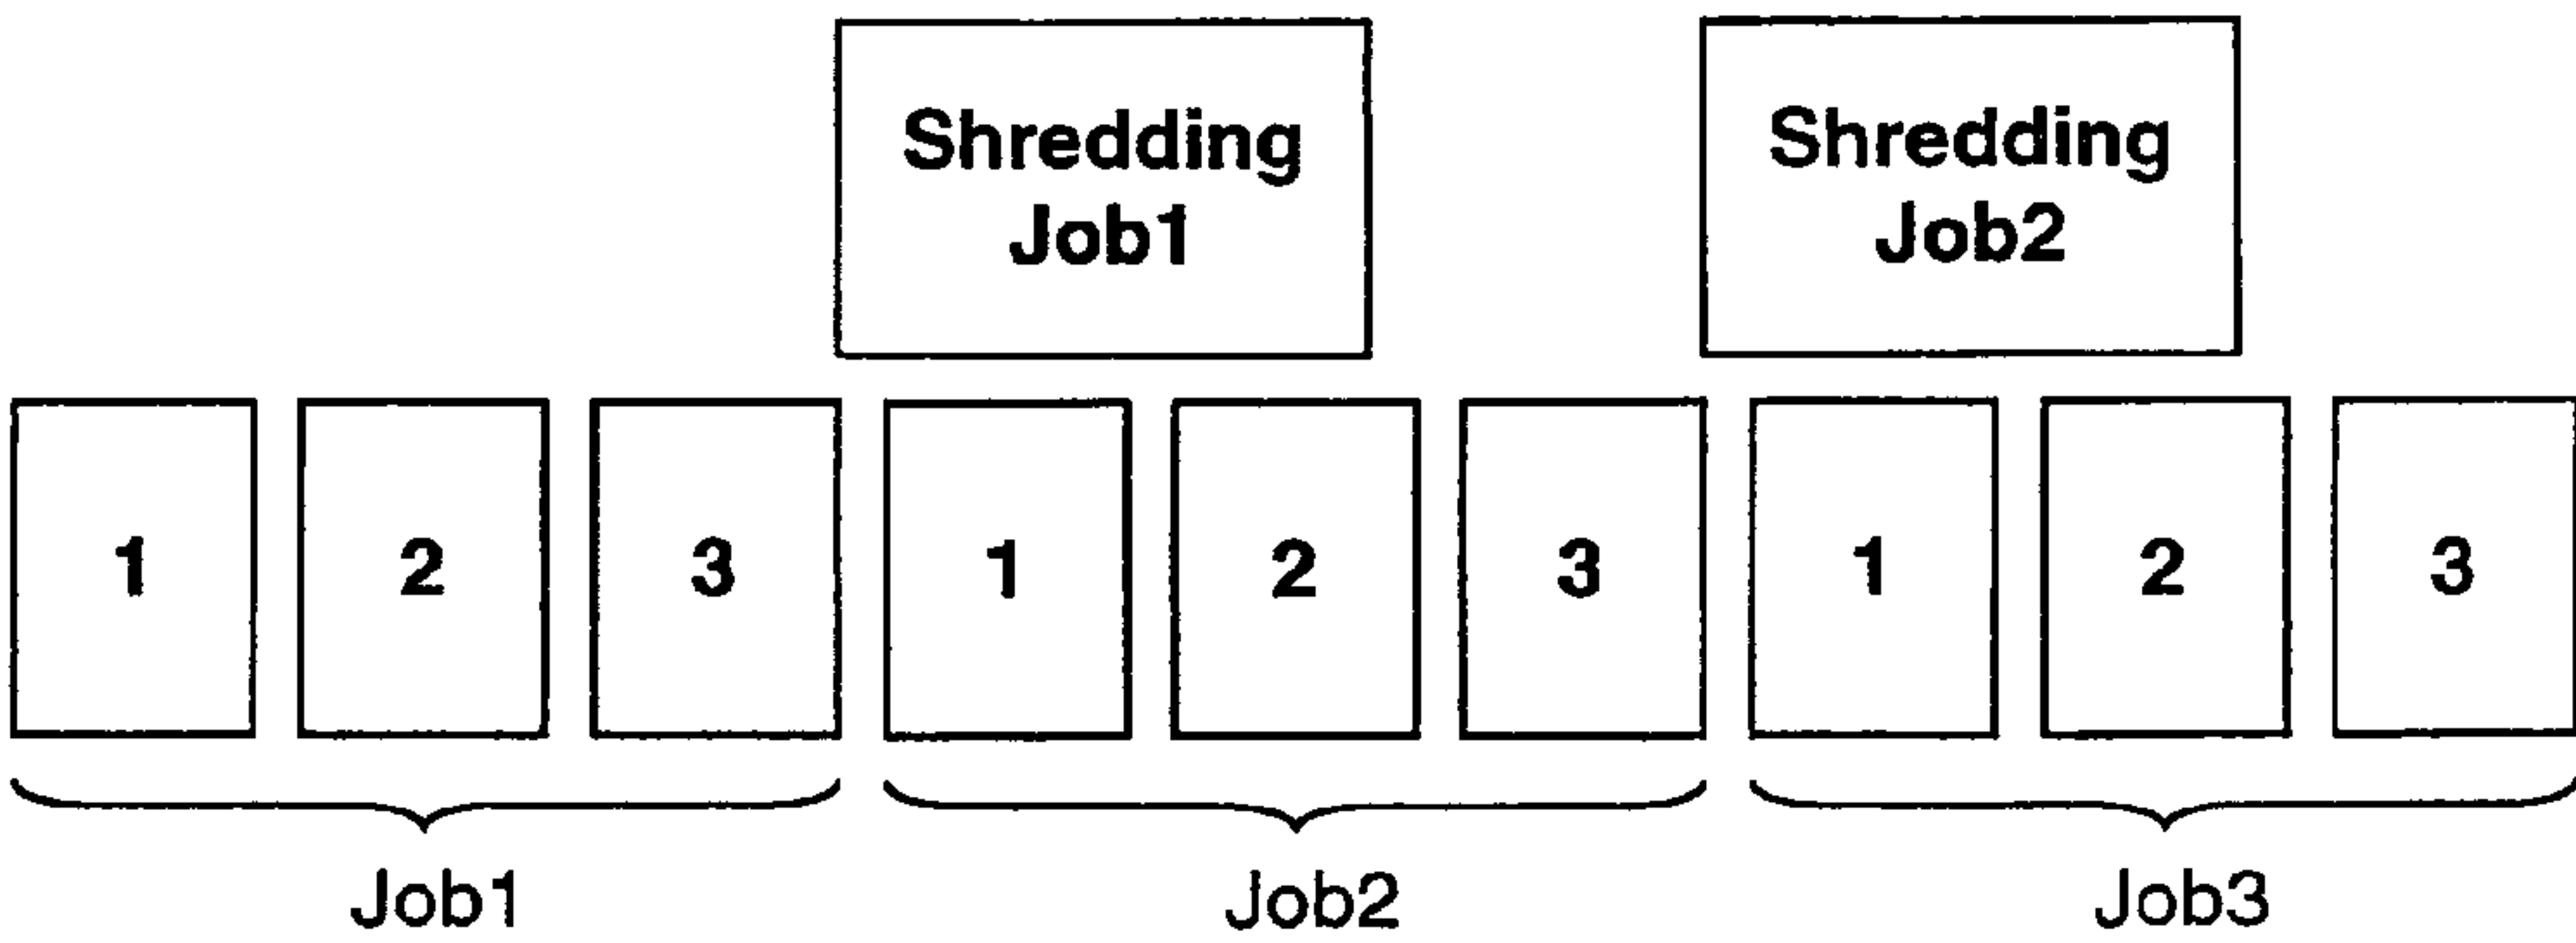 Shredding
Job1
Shredding
Job2
1 2 3 1 2 3 1 2 3
Job1 Job2 Job3